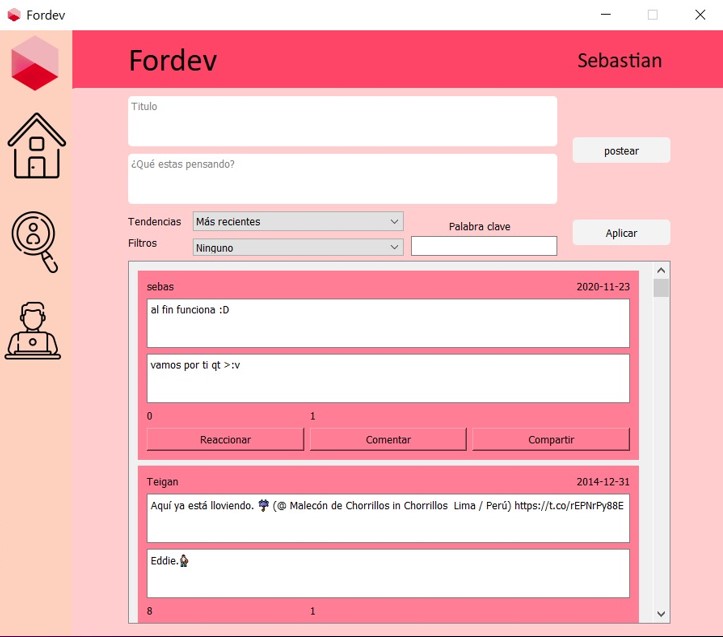 Fordev
Fordev
Sebastian
Titulo
¿Qué estas pensando?
postear
Tendencias
Más recientes
Filtros
Ninguno
Palabra clave
Aplicar
sebas
2020-11-23
al fin funciona :D
vamos por ti qt >:v
0
1
Reaccionar
Comentar
Compartir
Teigan
2014-12-31
Aquí ya está lloviendo. ☔ (@ Malecón de Chorrillos in Chorrillos  Lima / Perú) https://t.co/rEPNrPy88E
Eddie.
8
1